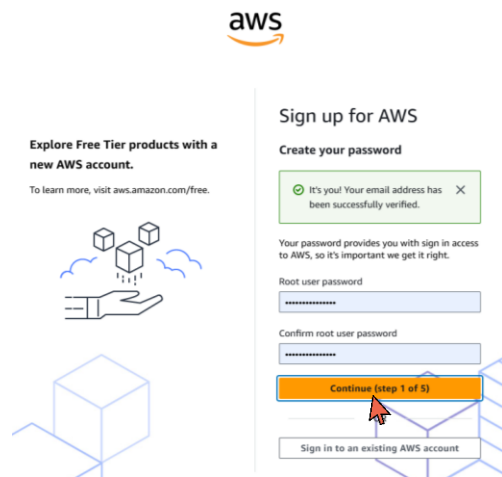 aws
Explore Free Tier products with a
new AWS account.
To learn more, visit aws.amazon.com/free.
Sign up for AWS
Create your password
It's you! Your email address has
been successfully verified.
Your password provides you with sign in access
to AWS, so it's important we get it right.
Root user password
•••••••••••••••
Confirm root user password
•••••••••••••••
Continue (step 1 of 5)
Sign in to an existing AWS account